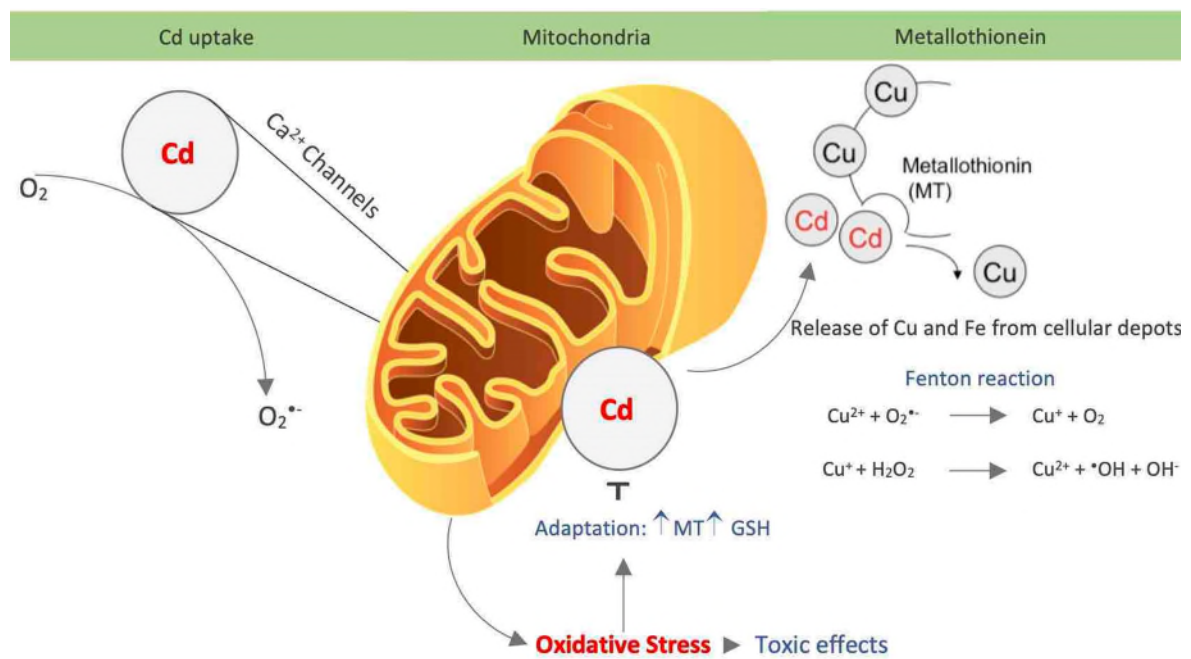 Cd uptake
Mitochondria
Metallothionein
Cd
Ca²⁺ Channels
O₂
O₂•-
Cu
Cu
Metallothionin
(MT)
Cd
Cd
Cu
Release of Cu and Fe from cellular depots
Fenton reaction
Cu²⁺ + O₂•- → Cu⁺ + O₂
Cu⁺ + H₂O₂ → Cu²⁺ + •OH + OH⁻
Cd
Adaptation: ↑ MT ↑ GSH
Oxidative Stress ▶ Toxic effects